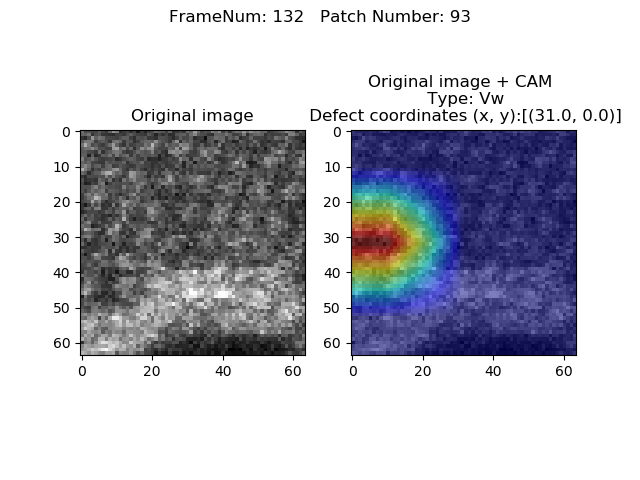 FrameNum: 132   Patch Number: 93
Original image
Original image + CAM
Type: Vw
Defect coordinates (x, y):[(31.0, 0.0)]
0
10
20
30
40
50
60
0 20 40 60
0
10
20
30
40
50
60
0 20 40 60